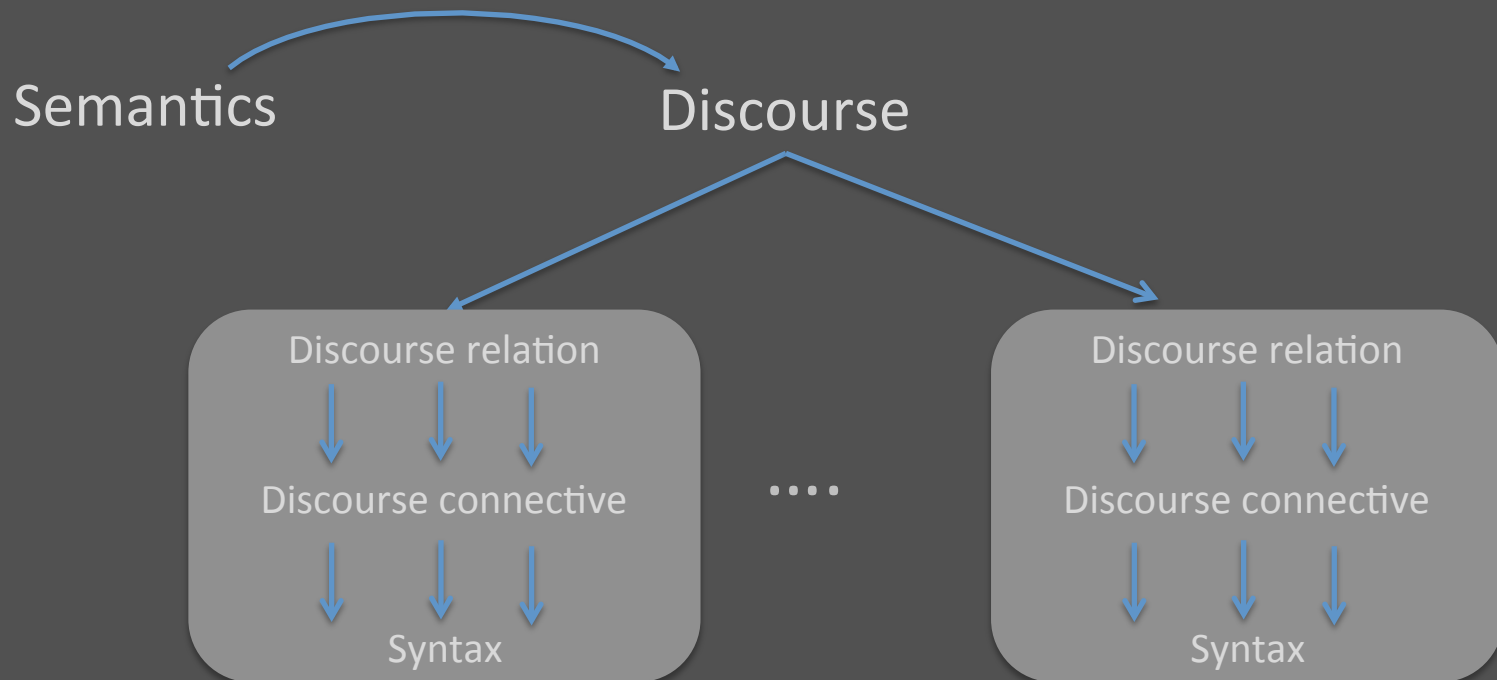 Semantics
Discourse
Discourse relation
Discourse connective
Syntax
....
Discourse relation
Discourse connective
Syntax